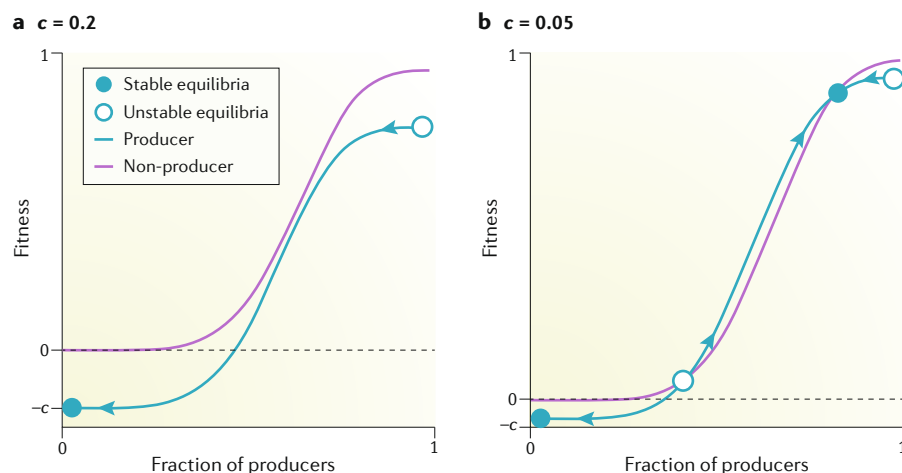 a c = 0.2
1
Stable equilibria
Unstable equilibria
Producer
Non-producer
Fitness
0
−c
0
1
Fraction of producers
b c = 0.05
1
Fitness
0
−c
0
1
Fraction of producers